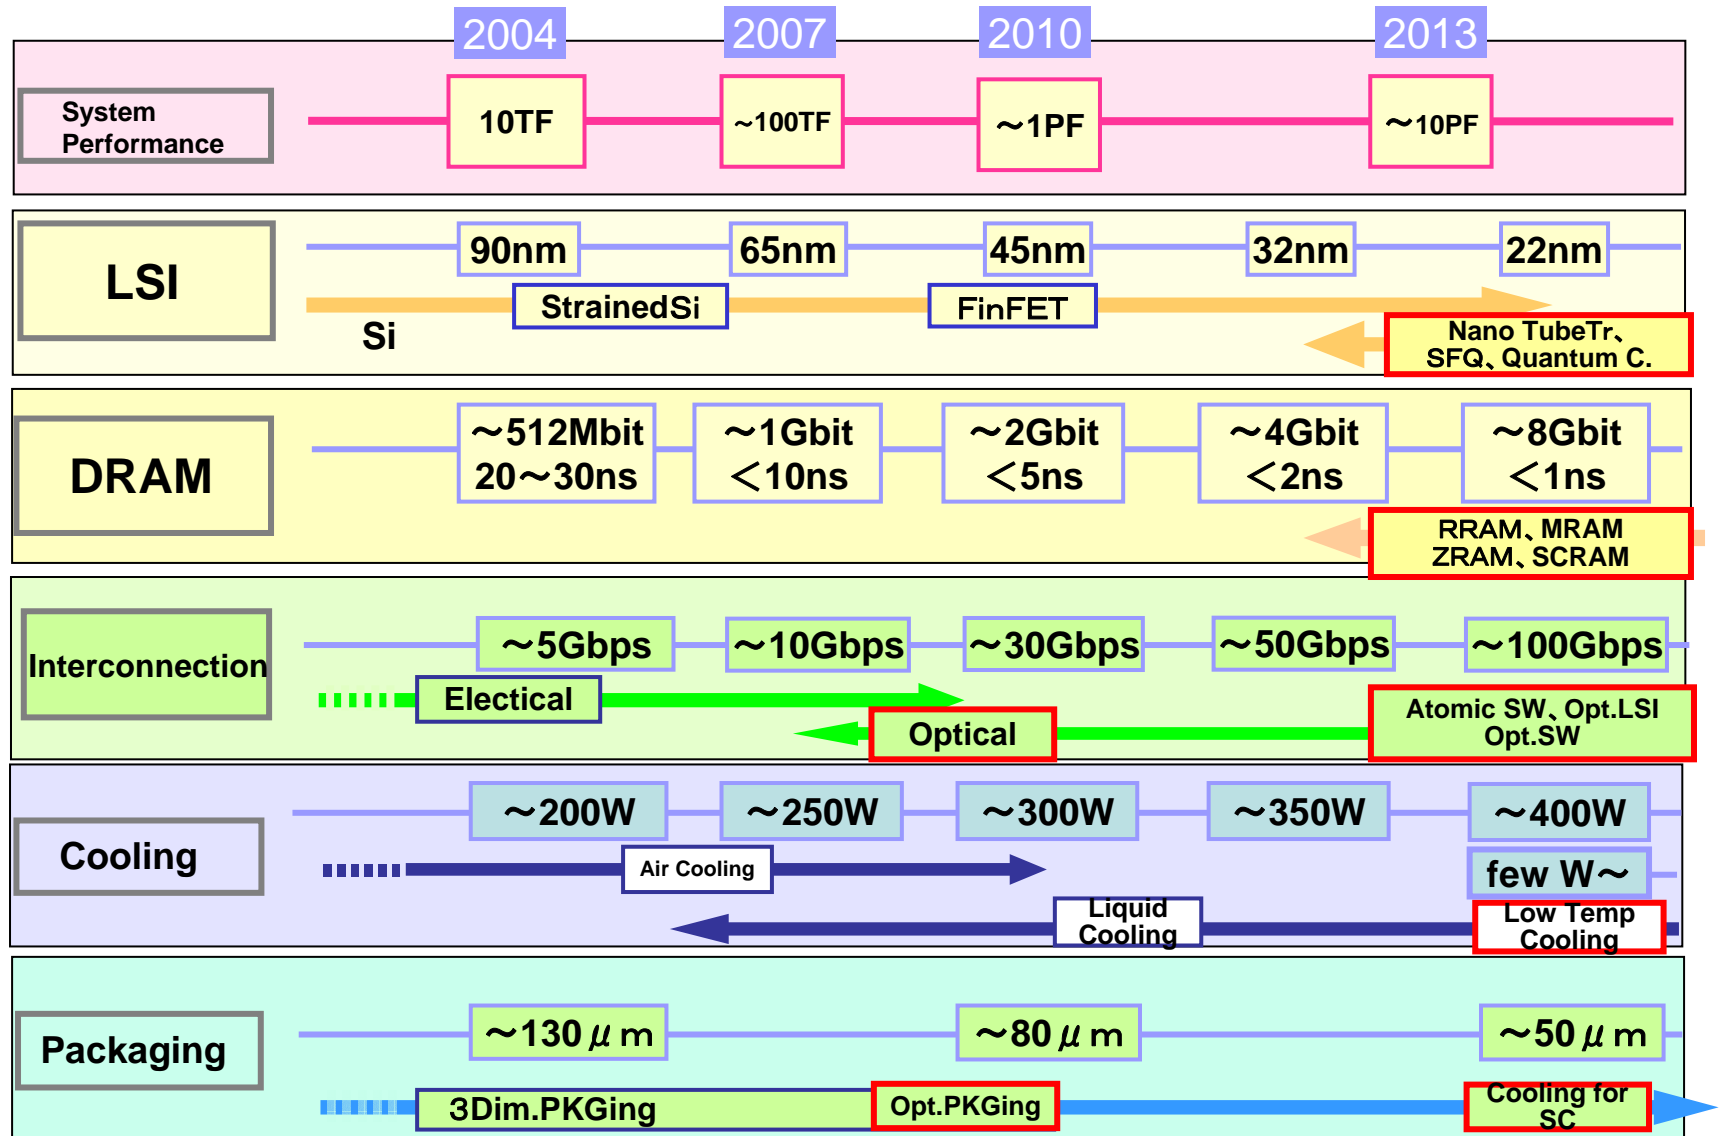 2004 2007 2010 2013
System
Performance
10TF ~100TF ～1PF ～10PF
LSI
90nm 65nm 45nm 32nm 22nm
StrainedSi FinFET
Si
Nano TubeTr、
SFQ、Quantum C.
DRAM
～512Mbit ～1Gbit ～2Gbit ～4Gbit ～8Gbit
20～30ns ＜10ns ＜5ns ＜2ns ＜1ns
RRAM、MRAM
ZRAM、SCRAM
Interconnection
～5Gbps ～10Gbps ～30Gbps ～50Gbps ～100Gbps
Electical
Optical
Atomic SW、Opt.LSI
Opt.SW
Cooling
～200W ～250W ～300W ～350W ～400W
Air Cooling
few W～
Liquid
Cooling
Low Temp
Cooling
Packaging
～130μm ～80μm ～50μm
3Dim.PKGing
Opt.PKGing
Cooling for
SC